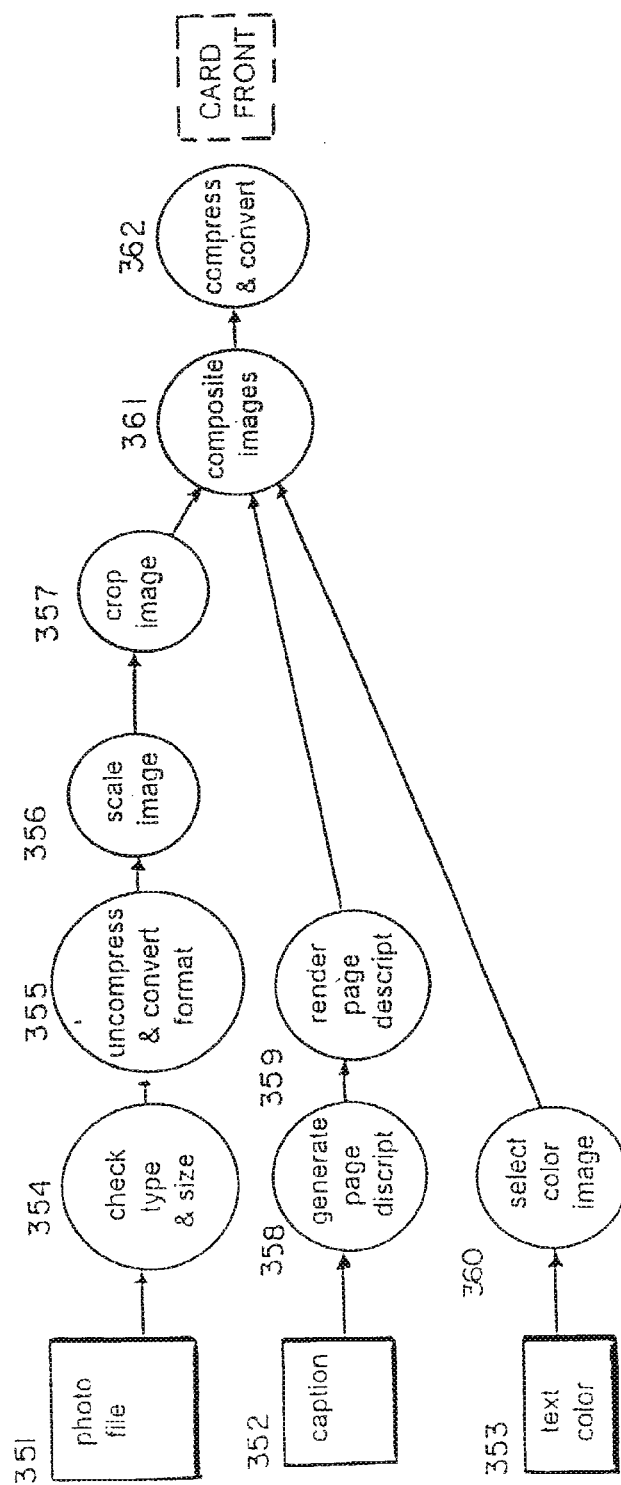 351
photo
file
354
check
type
& size
355
uncompress
& convert
format
356
scale
image
357
crop
image
361
composite
images
362
compress
& convert
CARD
FRONT
352
caption
358
generate
page
discript
359
render
page
descript
353
text
color
360
select
color
image